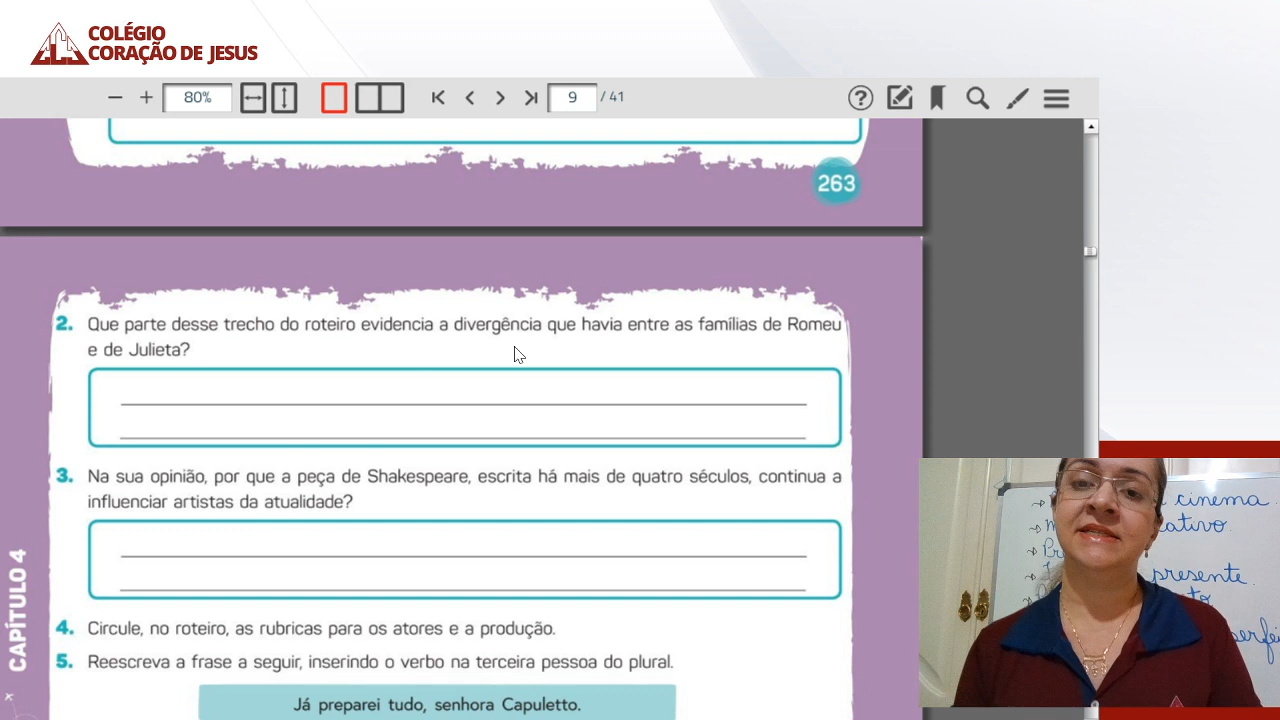 COLÉGIO
CORAÇÃO DE JESUS
80%
9 / 41
263
2. Que parte desse trecho do roteiro evidencia a divergência que havia entre as famílias de Romeu
e de Julieta?
3. Na sua opinião, por que a peça de Shakespeare, escrita há mais de quatro séculos, continua a
influenciar artistas da atualidade?
4. Circule, no roteiro, as rubricas para os atores e a produção.
5. Reescreva a frase a seguir, inserindo o verbo na terceira pessoa do plural.
Já preparei tudo, senhora Capuletto.
CAPÍTULO 4
cinema
presente